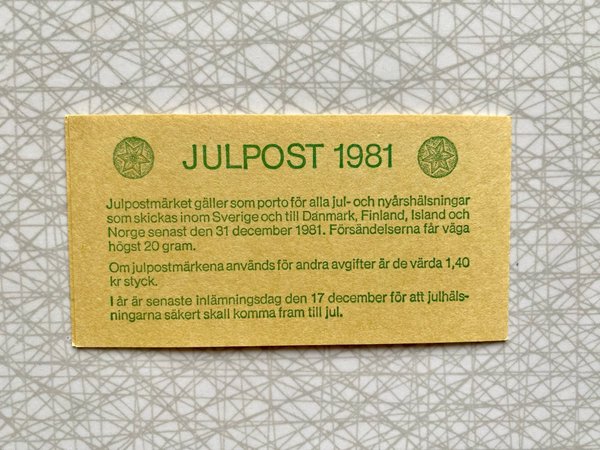 JULPOST 1981
Julpostmärket gäller som porto för alla jul- och nyårshälsningar
som skickas inom Sverige och till Danmark, Finland, Island och
Norge senast den 31 december 1981. Försändelserna får väga
högst 20 gram.
Om julpostmärkena används för andra avgifter är de värda 1,40
kr styck.
I år är senaste inlämningsdag den 17 december för att julhäls-
ningarna säkert skall komma fram till jul.